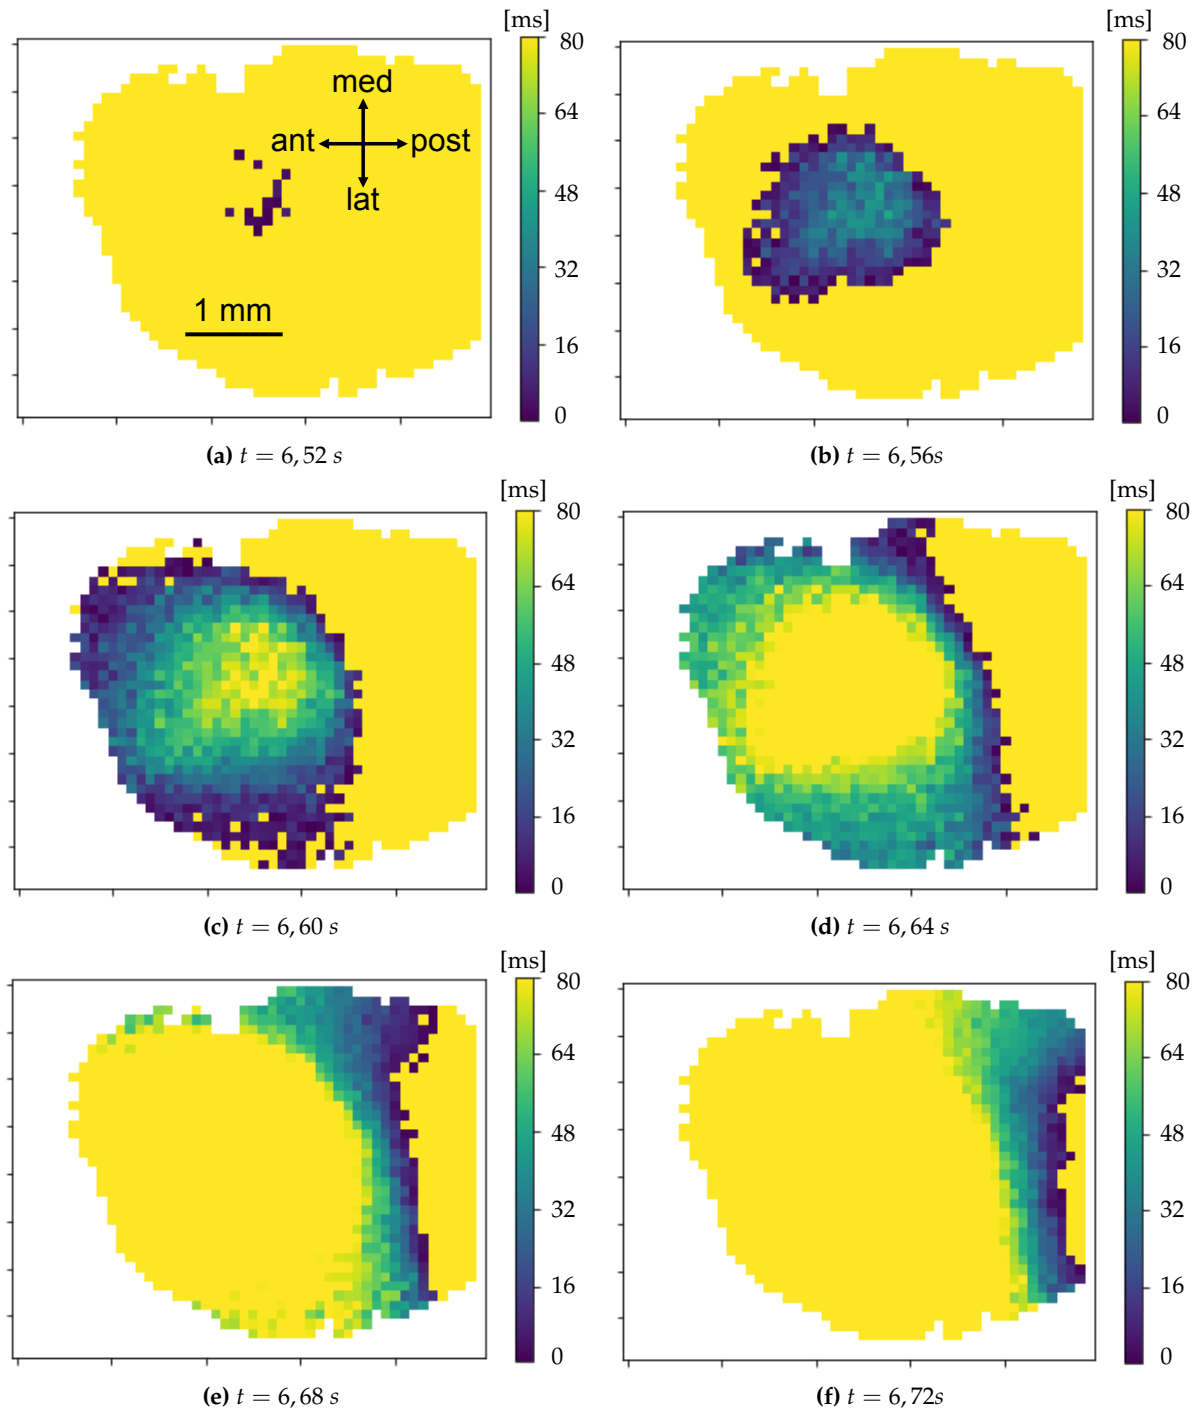 [ms]
80
64
48
32
16
0
med
ant
post
lat
1 mm
(a) t = 6, 52 s
[ms]
80
64
48
32
16
0
(b) t = 6, 56s
[ms]
80
64
48
32
16
0
(c) t = 6, 60 s
[ms]
80
64
48
32
16
0
(d) t = 6, 64 s
[ms]
80
64
48
32
16
0
(e) t = 6, 68 s
[ms]
80
64
48
32
16
0
(f) t = 6, 72s